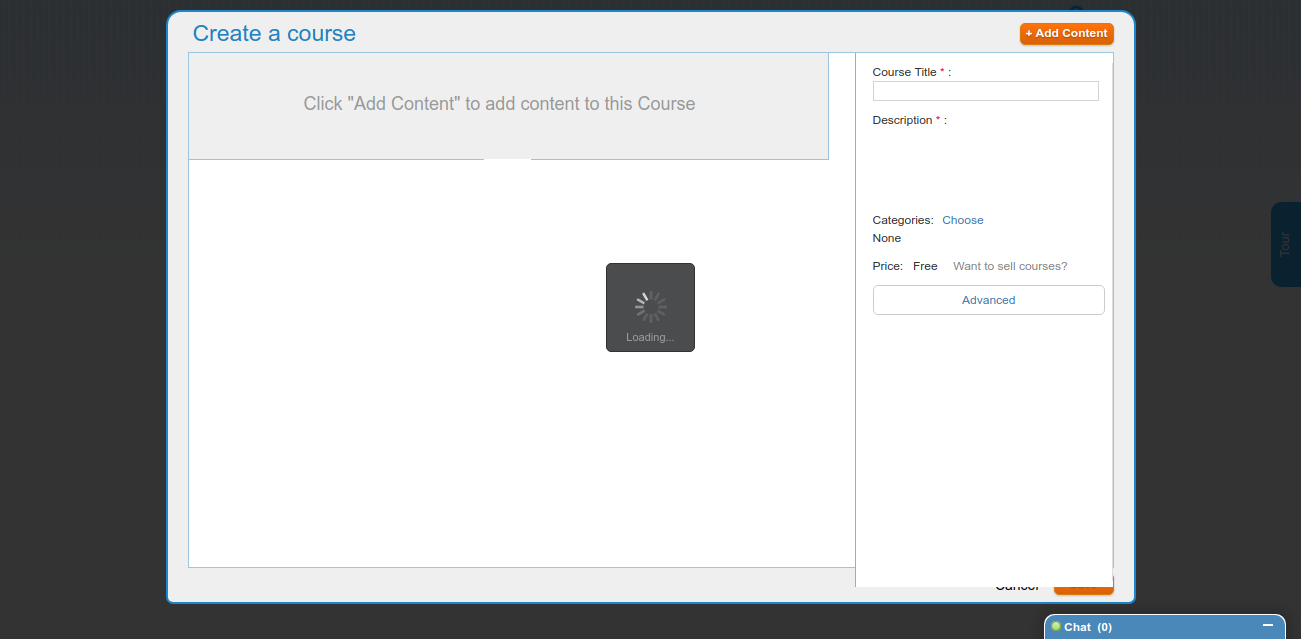 Create a course
+ Add Content
Click "Add Content" to add content to this Course
Course Title * :
Description * :
Categories: Choose
None
Price: Free Want to sell courses?
Advanced
Loading...
Tour
Cancel
Chat (0)